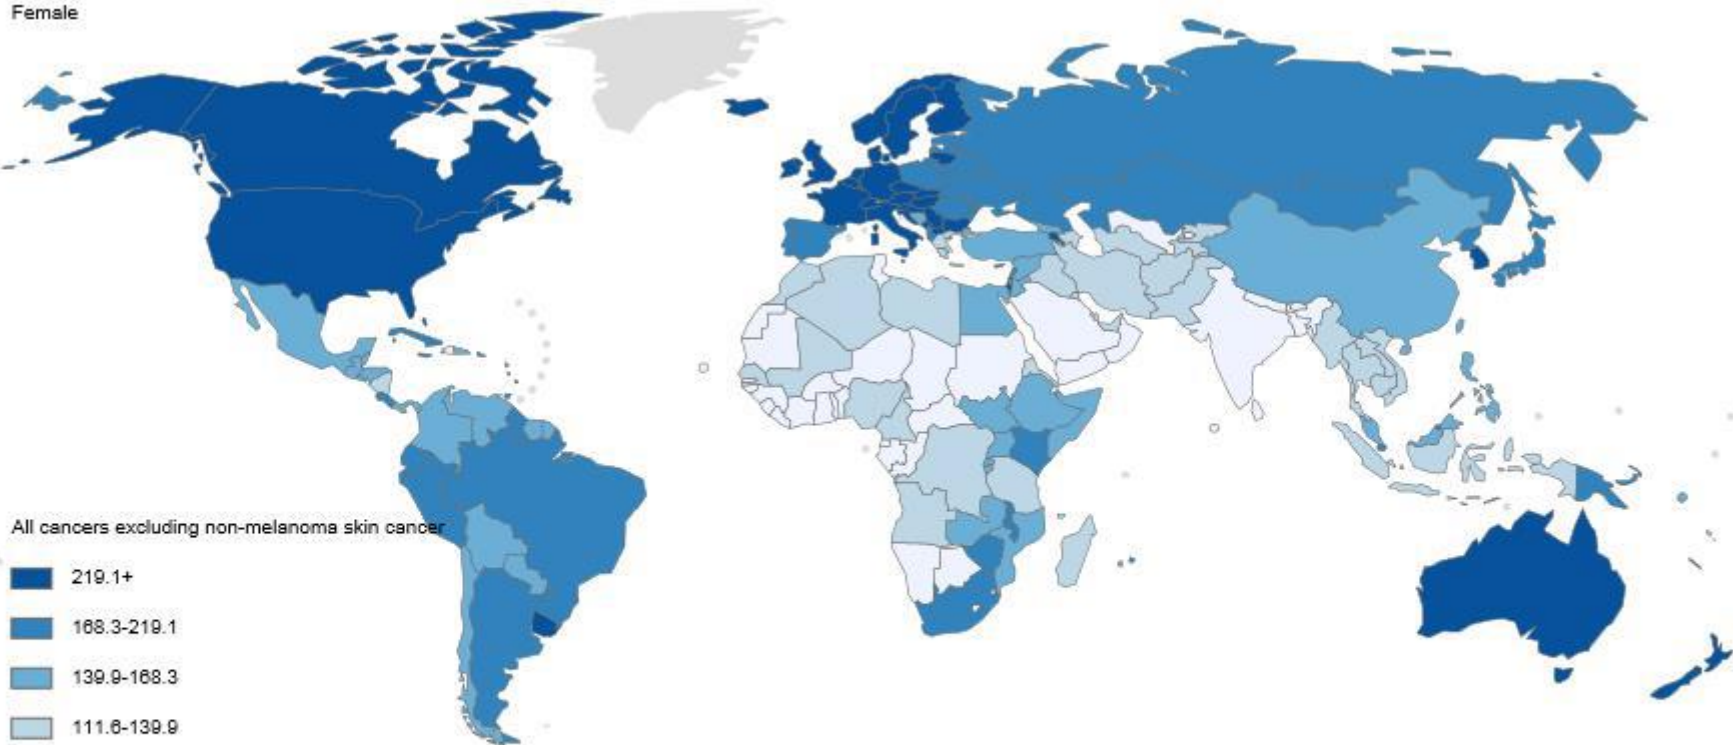 Female
All cancers excluding non-melanoma skin cancer
219.1+
168.3-219.1
139.9-168.3
111.6-139.9